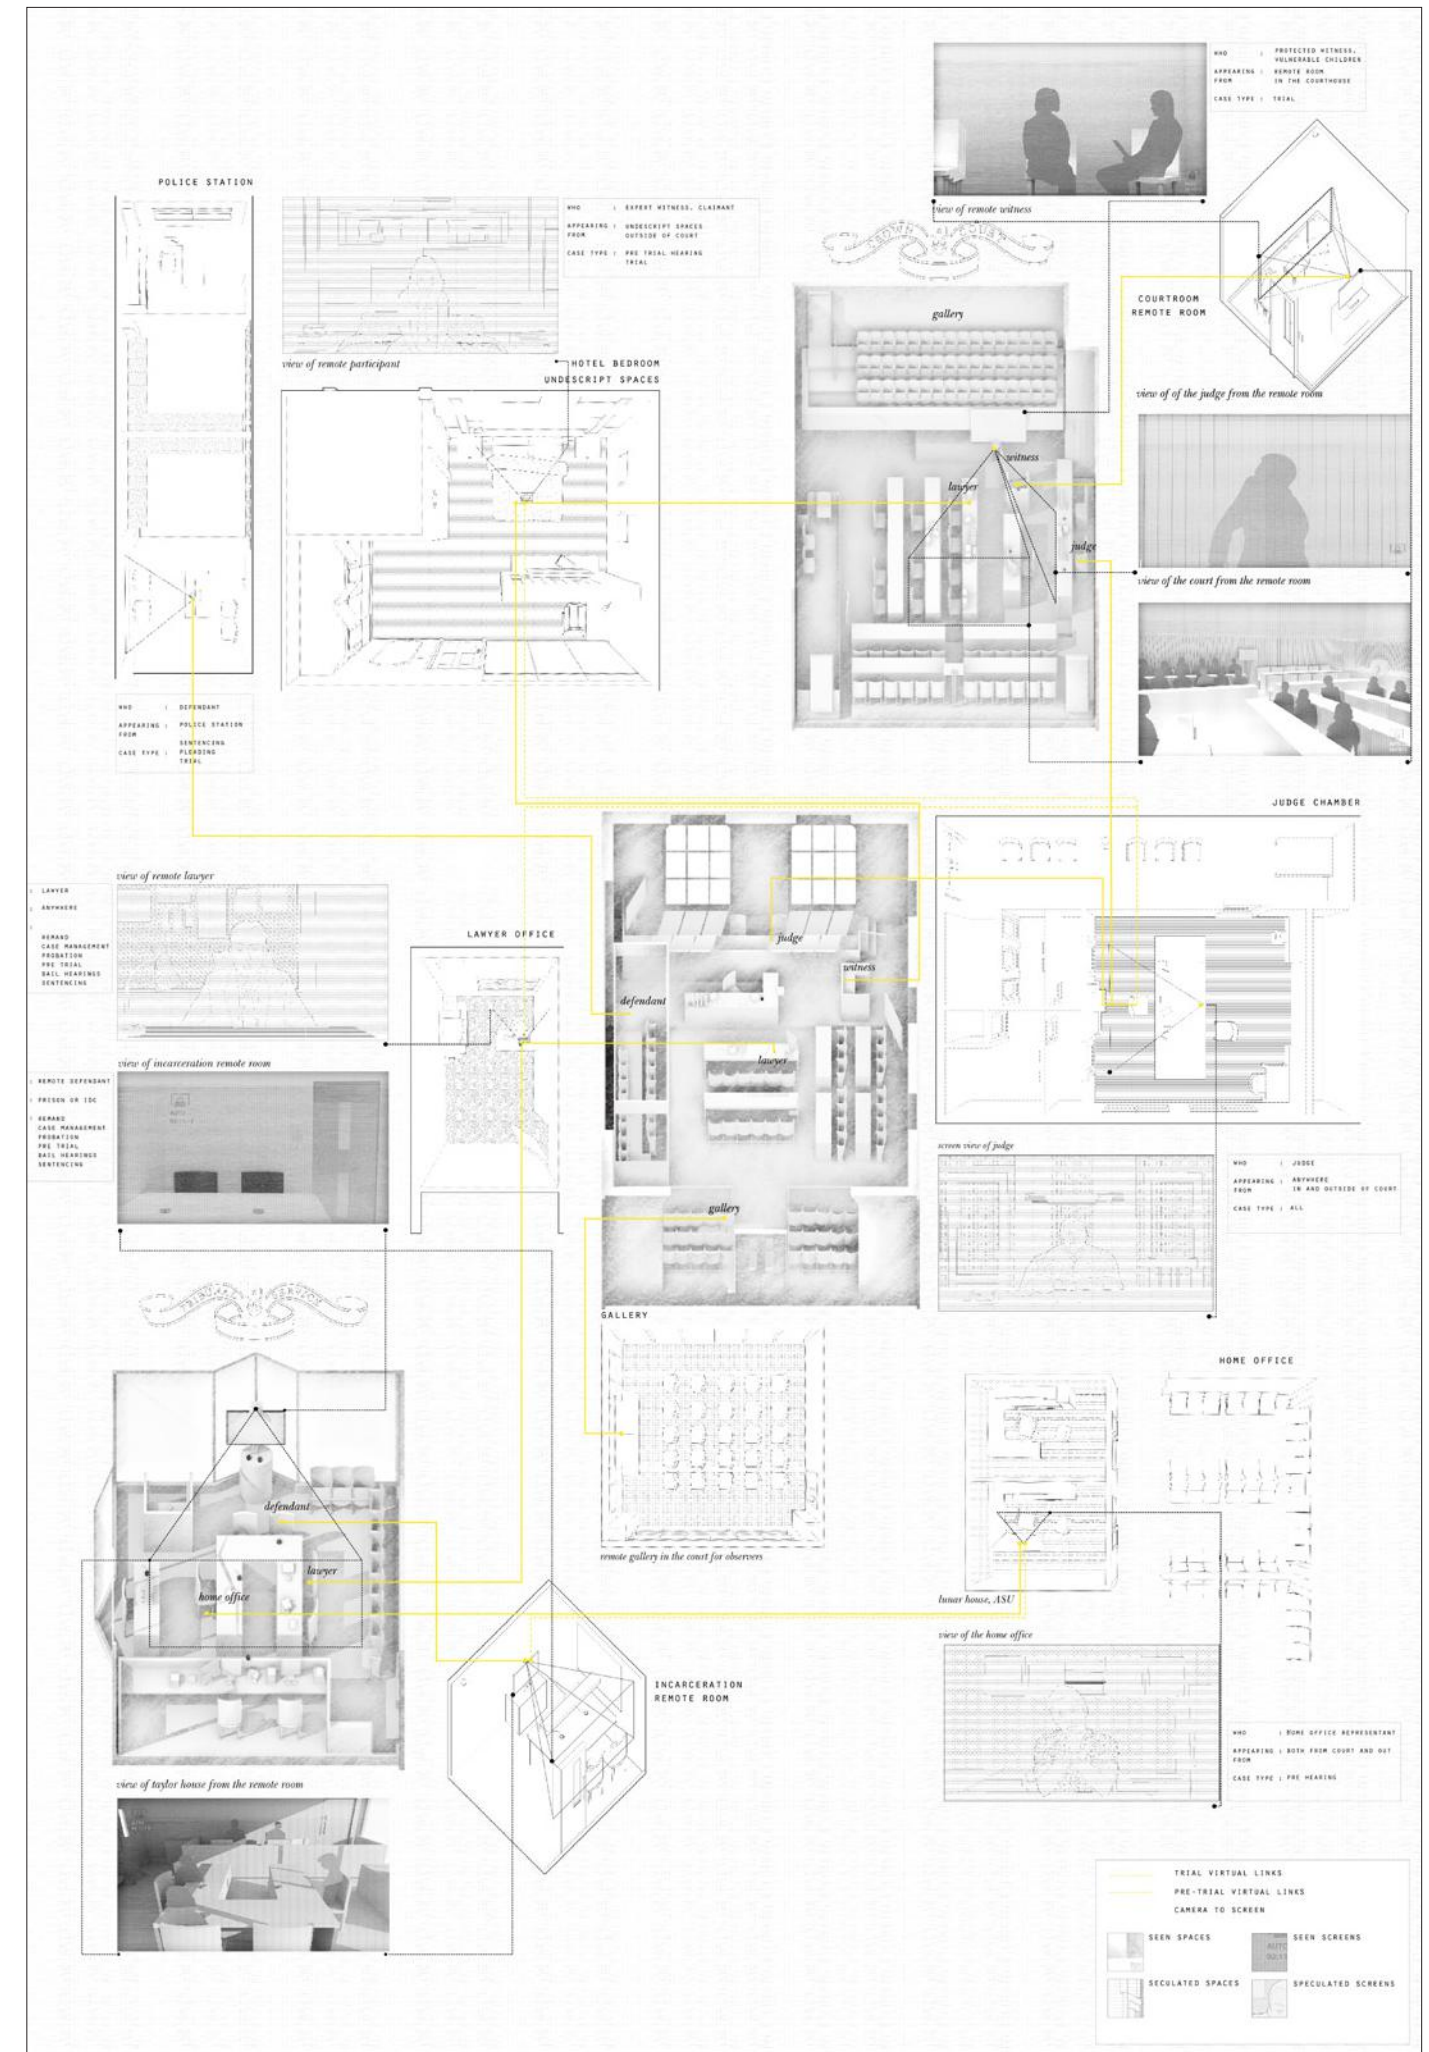 WHO : PROTECTED WITNESS,
VULNERABLE CHILDREN
APPEARING : REMOTE ROOM
FROM IN THE COURTHOUSE
CASE TYPE : TRIAL
view of remote witness
POLICE STATION
WHO : EXPERT WITNESS, CLAIMANT
APPEARING : UNDESCRIPT SPACES
FROM OUTSIDE OF COURT
CASE TYPE : PRE TRIAL HEARING
TRIAL
view of remote participant
HOTEL BEDROOM
UNDESCRIPT SPACES
CROWN COURT
gallery
witness
lawyer
judge
COURTROOM
REMOTE ROOM
view of of the judge from the remote room
view of the court from the remote room
WHO : DEFENDANT
APPEARING : POLICE STATION
FROM
SENTENCING
CASE TYPE : PLEADING
TRIAL
JUDGE CHAMBER
view of remote lawyer
: LAWYER
: ANYWHERE
:
REMAND
CASE MANAGEMENT
PROBATION
PRE TRIAL
BAIL HEARINGS
SENTENCING
LAWYER OFFICE
judge
witness
defendant
lawyer
gallery
view of incarceration remote room
: REMOTE DEFENDANT
: PRISON OR IDC
: REMAND
CASE MANAGEMENT
PROBATION
PRE TRIAL
BAIL HEARINGS
SENTENCING
screen view of judge
WHO : JUDGE
APPEARING : ANYWHERE
FROM IN AND OUTSIDE OF COURT
CASE TYPE : ALL
TRIBUNAL SERVICE
GALLERY
remote gallery in the court for observers
HOME OFFICE
defendant
lawyer
home office
lunar house, ASU
view of the home office
INCARCERATION
REMOTE ROOM
WHO : HOME OFFICE REPRESENTANT
APPEARING : BOTH FROM COURT AND OUT
FROM
CASE TYPE : PRE HEARING
view of taylor house from the remote room
TRIAL VIRTUAL LINKS
PRE-TRIAL VIRTUAL LINKS
CAMERA TO SCREEN
SEEN SPACES
AUTO
SEEN SCREENS
SECULATED SPACES
SPECULATED SCREENS